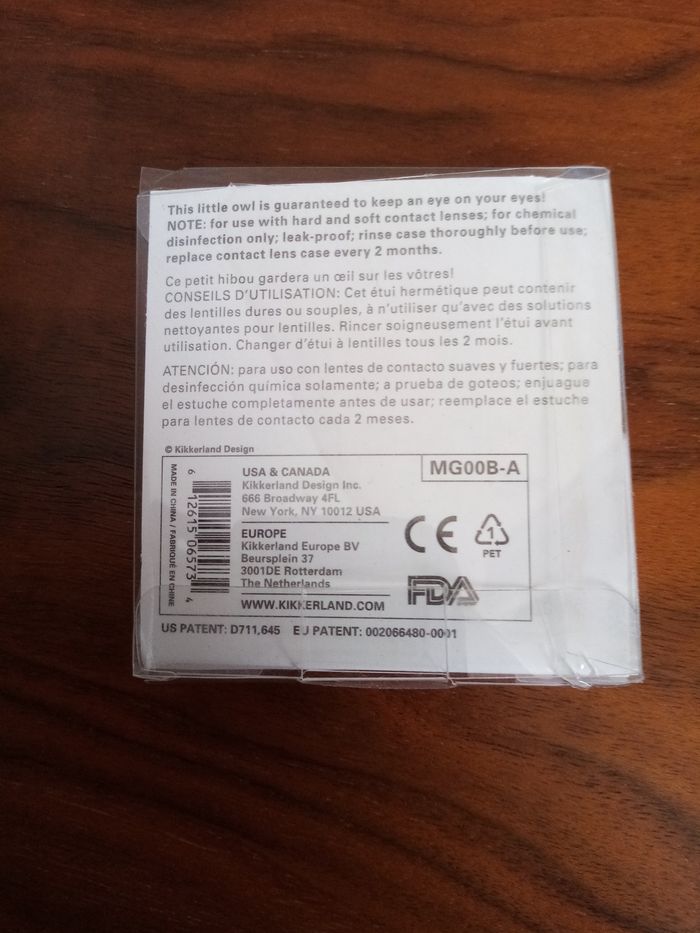 This little owl is guaranteed to keep an eye on your eyes!
NOTE: for use with hard and soft contact lenses; for chemical
disinfection only; leak-proof; rinse case thoroughly before use;
replace contact lens case every 2 months.
Ce petit hibou gardera un œil sur les vôtres!
CONSEILS D'UTILISATION: Cet étui hermétique peut contenir
des lentilles dures ou souples, à n'utiliser qu'avec des solutions
nettoyantes pour lentilles. Rincer soigneusement l'étui avant
utilisation. Changer d'étui à lentilles tous les 2 mois.
ATENCIÓN: para uso con lentes de contacto suaves y fuertes; para
desinfección química solamente; a prueba de goteos; enjuague
el estuche completamente antes de usar; reemplace el estuche
para lentes de contacto cada 2 meses.
© Kikkerland Design
MADE IN CHINA / FABRIQUÉ EN CHINE
6 12615 06573 4
USA & CANADA
Kikkerland Design Inc.
666 Broadway 4FL
New York, NY 10012 USA
EUROPE
Kikkerland Europe BV
Beursplein 37
3001DE Rotterdam
The Netherlands
WWW.KIKKERLAND.COM
MG00B-A
CE
1
PET
FDA
US PATENT: D711,645 EU PATENT: 002066480-0001